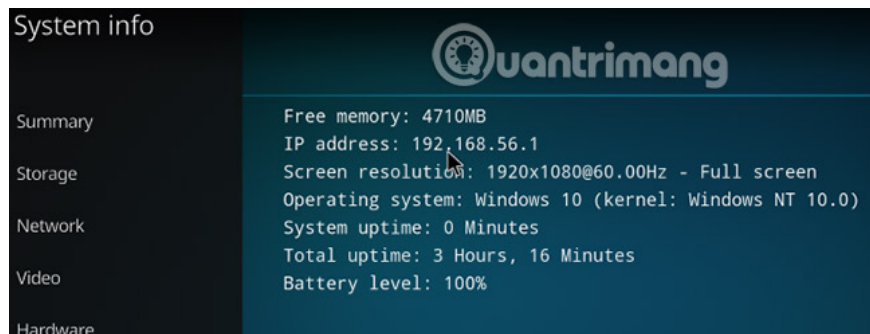 System info
Quantrimang
Summary
Storage
Network
Video
Hardware
Free memory: 4710MB
IP address: 192.168.56.1
Screen resolution: 1920x1080@60.00Hz - Full screen
Operating system: Windows 10 (kernel: Windows NT 10.0)
System uptime: 0 Minutes
Total uptime: 3 Hours, 16 Minutes
Battery level: 100%